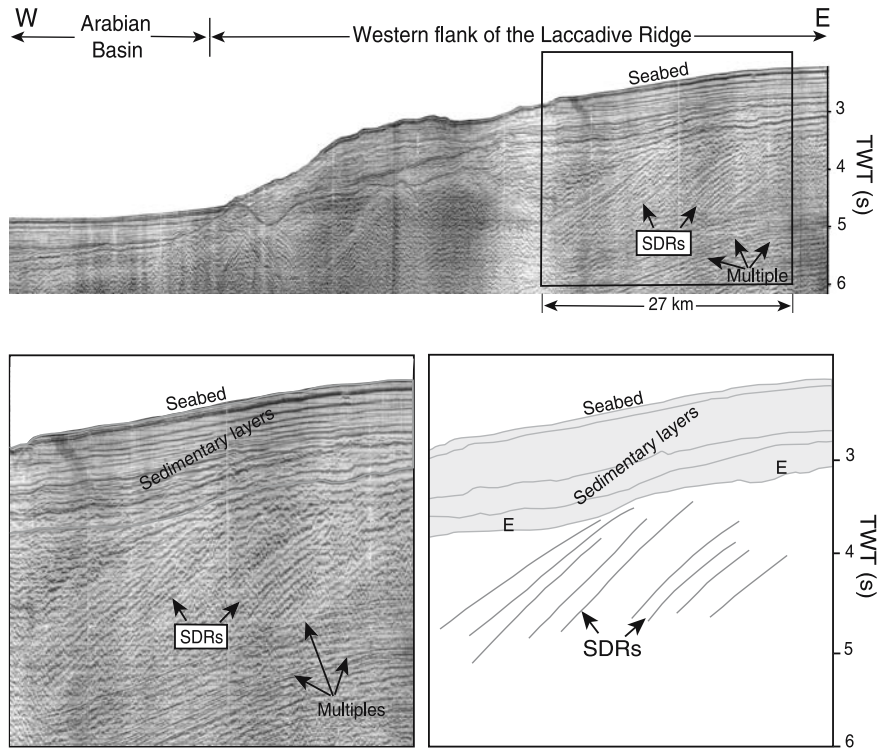 W
E
Arabian
Basin
Western flank of the Laccadive Ridge
Seabed
3
4
5
6
TWT (s)
SDRs
Multiple
27 km
Seabed
Sedimentary layers
SDRs
Multiples
Seabed
Sedimentary layers
E
E
SDRs
3
4
5
6
TWT (s)